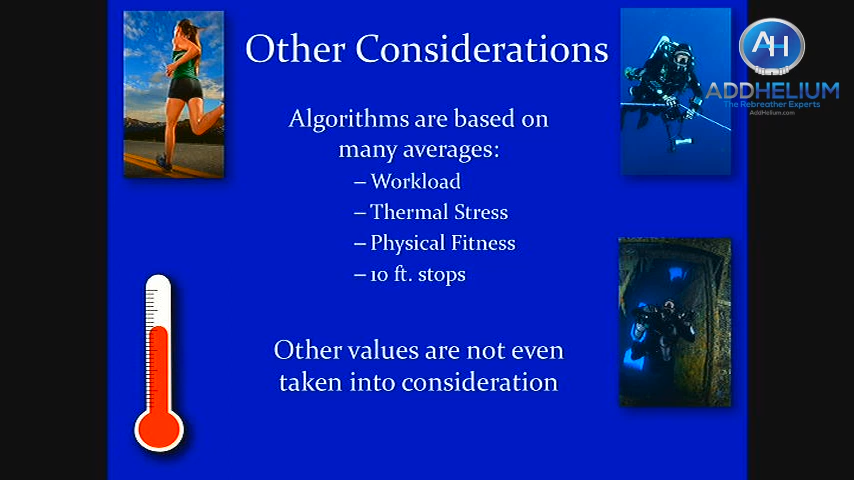 Other Considerations
Algorithms are based on
many averages:
– Workload
– Thermal Stress
– Physical Fitness
– 10 ft. stops
Other values are not even
taken into consideration
AH
ADDHELIUM
The Rebreather Experts
AddHelium.com